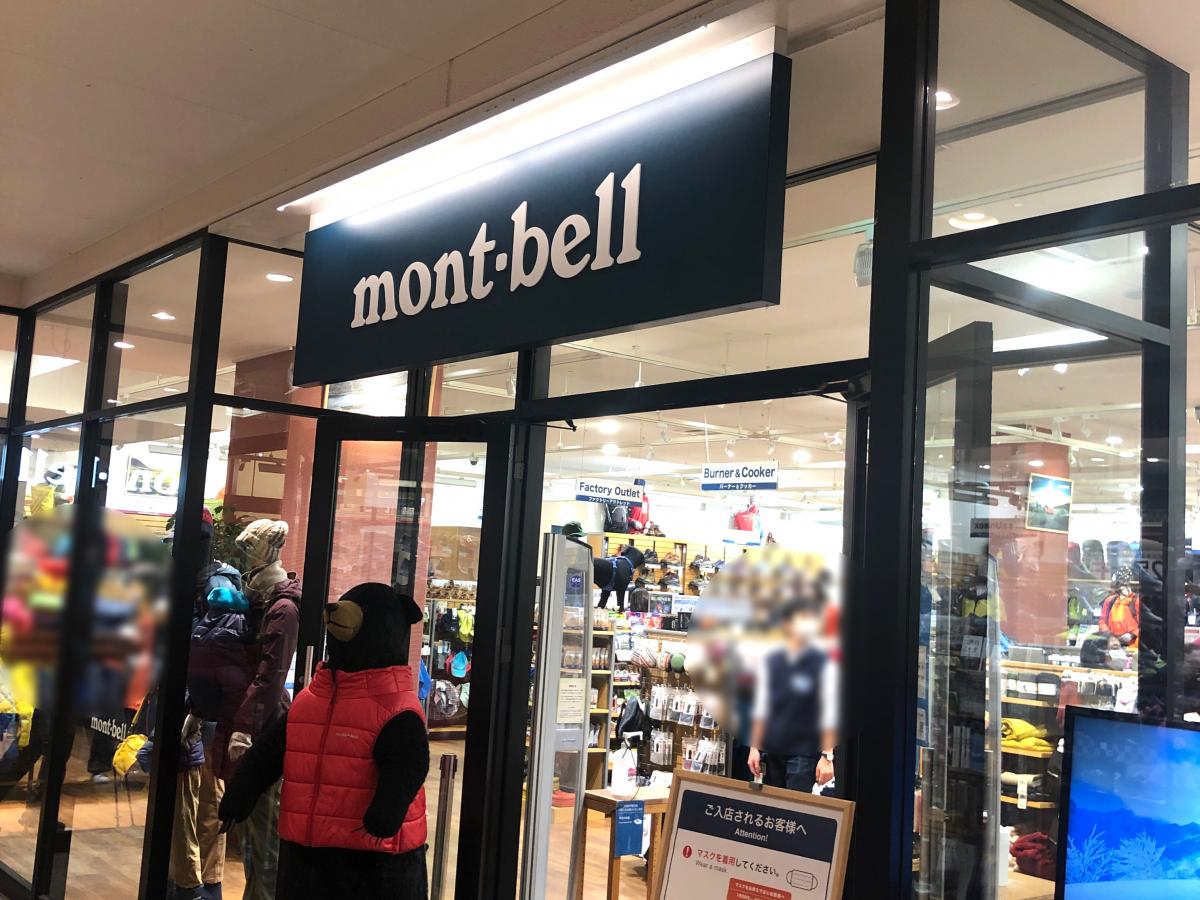 mont·bell
Burner & Cooker
バーナー&クッカー
Factory Outlet
ファクトリーアウトレット
mont-bell
ご入店されるお客様へ
Attention!
マスクを着用してください。
Wear a mask.